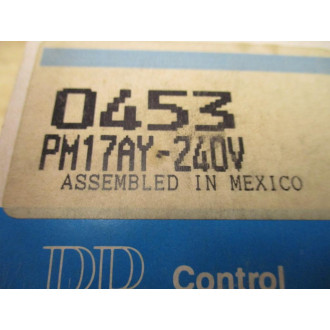 0453
PM17AY-240V
ASSEMBLED IN MEXICO
Control